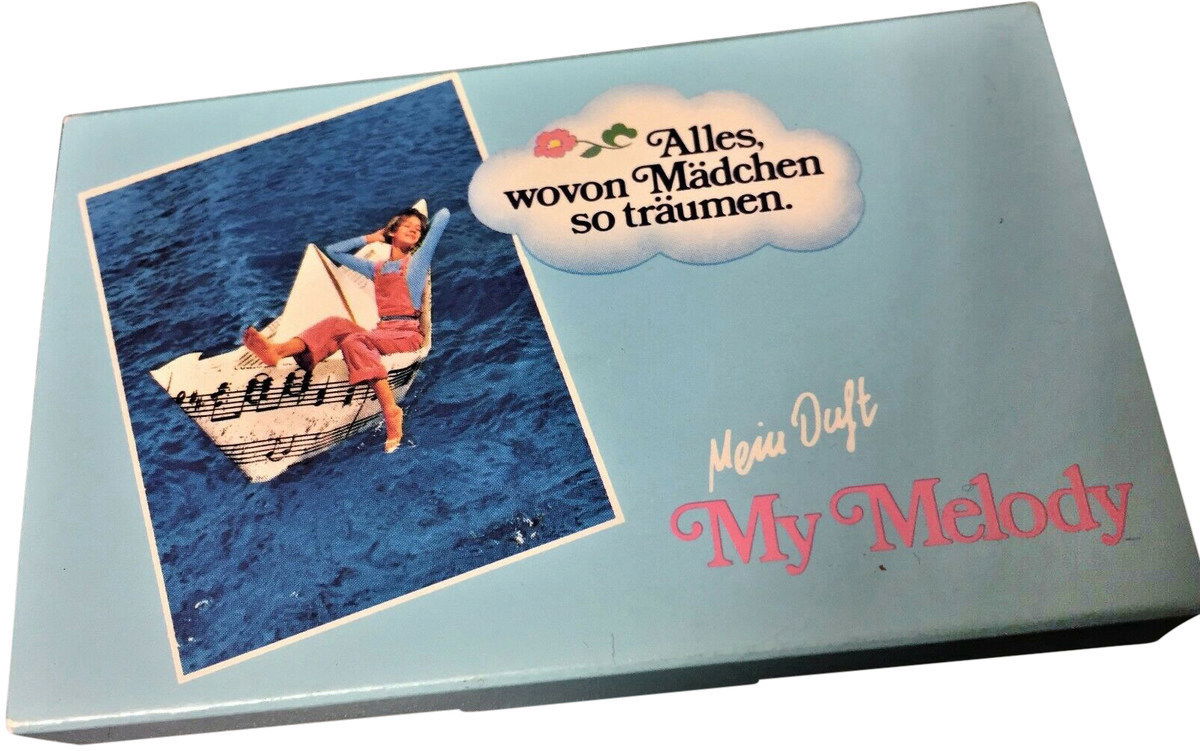 Alles,
wovon Mädchen
so träumen.
Mein Duft
My Melody